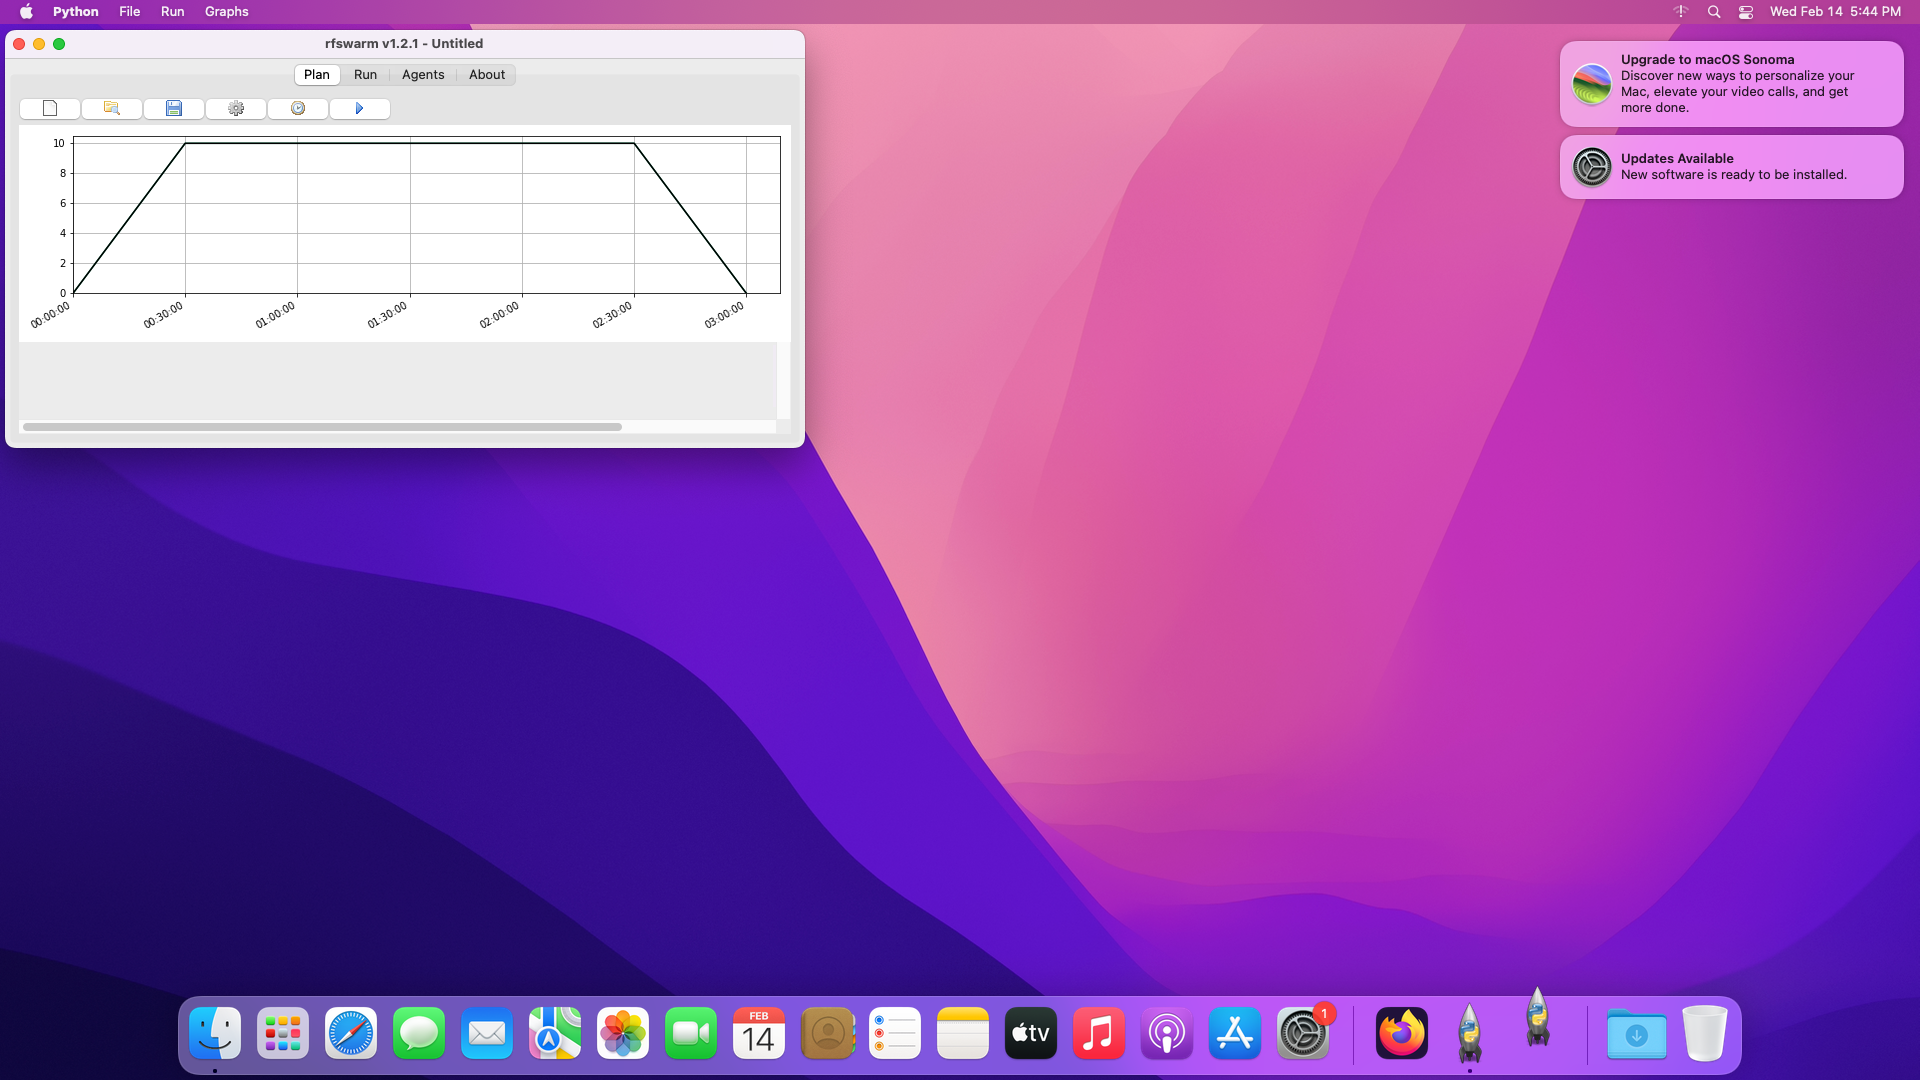 Python File Run Graphs
Wed Feb 14 5:44 PM
rfswarm v1.2.1 - Untitled
Plan Run Agents About
10
8
6
4
2
0
00:00:00 00:30:00 01:00:00 01:30:00 02:00:00 02:30:00 03:00:00
Upgrade to macOS Sonoma
Discover new ways to personalize your
Mac, elevate your video calls, and get
more done.
Updates Available
New software is ready to be installed.
FEB
14
tv
1